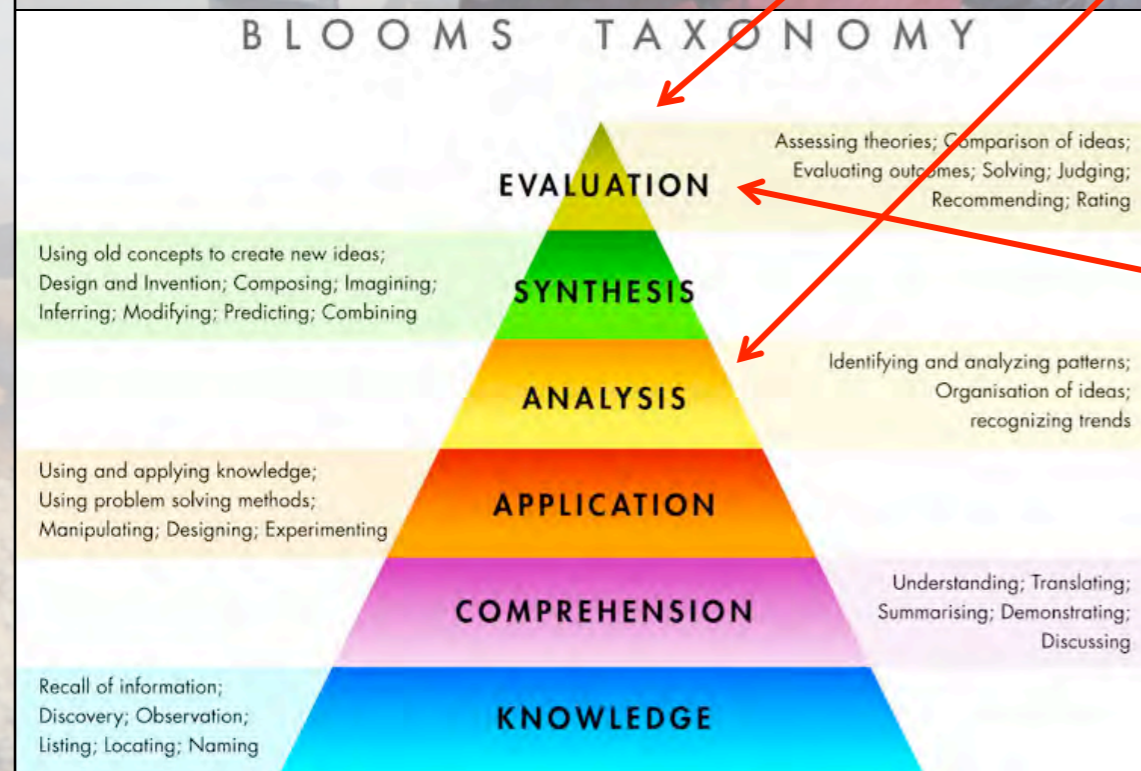 BLOOMS TAXONOMY
EVALUATION
Assessing theories; Comparison of ideas;
Evaluating outcomes; Solving; Judging;
Recommending; Rating
Using old concepts to create new ideas;
Design and Invention; Composing; Imagining;
Inferring; Modifying; Predicting; Combining
SYNTHESIS
ANALYSIS
Identifying and analyzing patterns;
Organisation of ideas;
recognizing trends
Using and applying knowledge;
Using problem solving methods;
Manipulating; Designing; Experimenting
APPLICATION
COMPREHENSION
Understanding; Translating;
Summarising; Demonstrating;
Discussing
Recall of information;
Discovery; Observation;
Listing; Locating; Naming
KNOWLEDGE